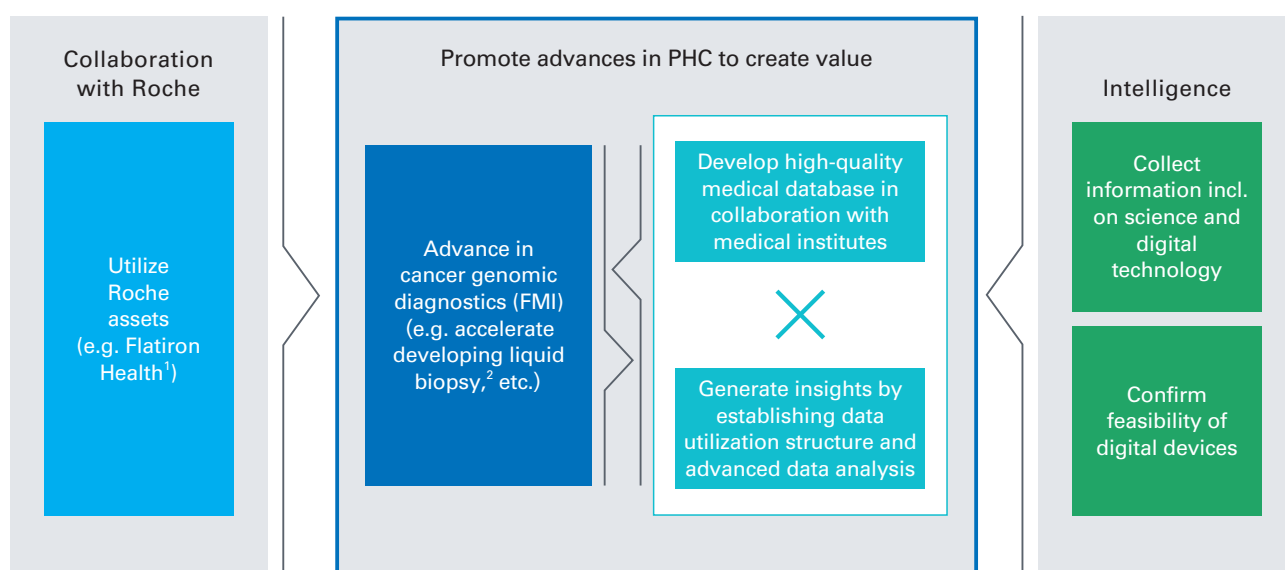 Collaboration
with Roche
Utilize
Roche
assets
(e.g. Flatiron
Health¹)
Promote advances in PHC to create value
Advance in
cancer genomic
diagnostics (FMI)
(e.g. accelerate
developing liquid
biopsy,² etc.)
Develop high-quality
medical database in
collaboration with
medical institutes
Generate insights by
establishing data
utilization structure and
advanced data analysis
Intelligence
Collect
information incl.
on science and
digital
technology
Confirm
feasibility of
digital devices